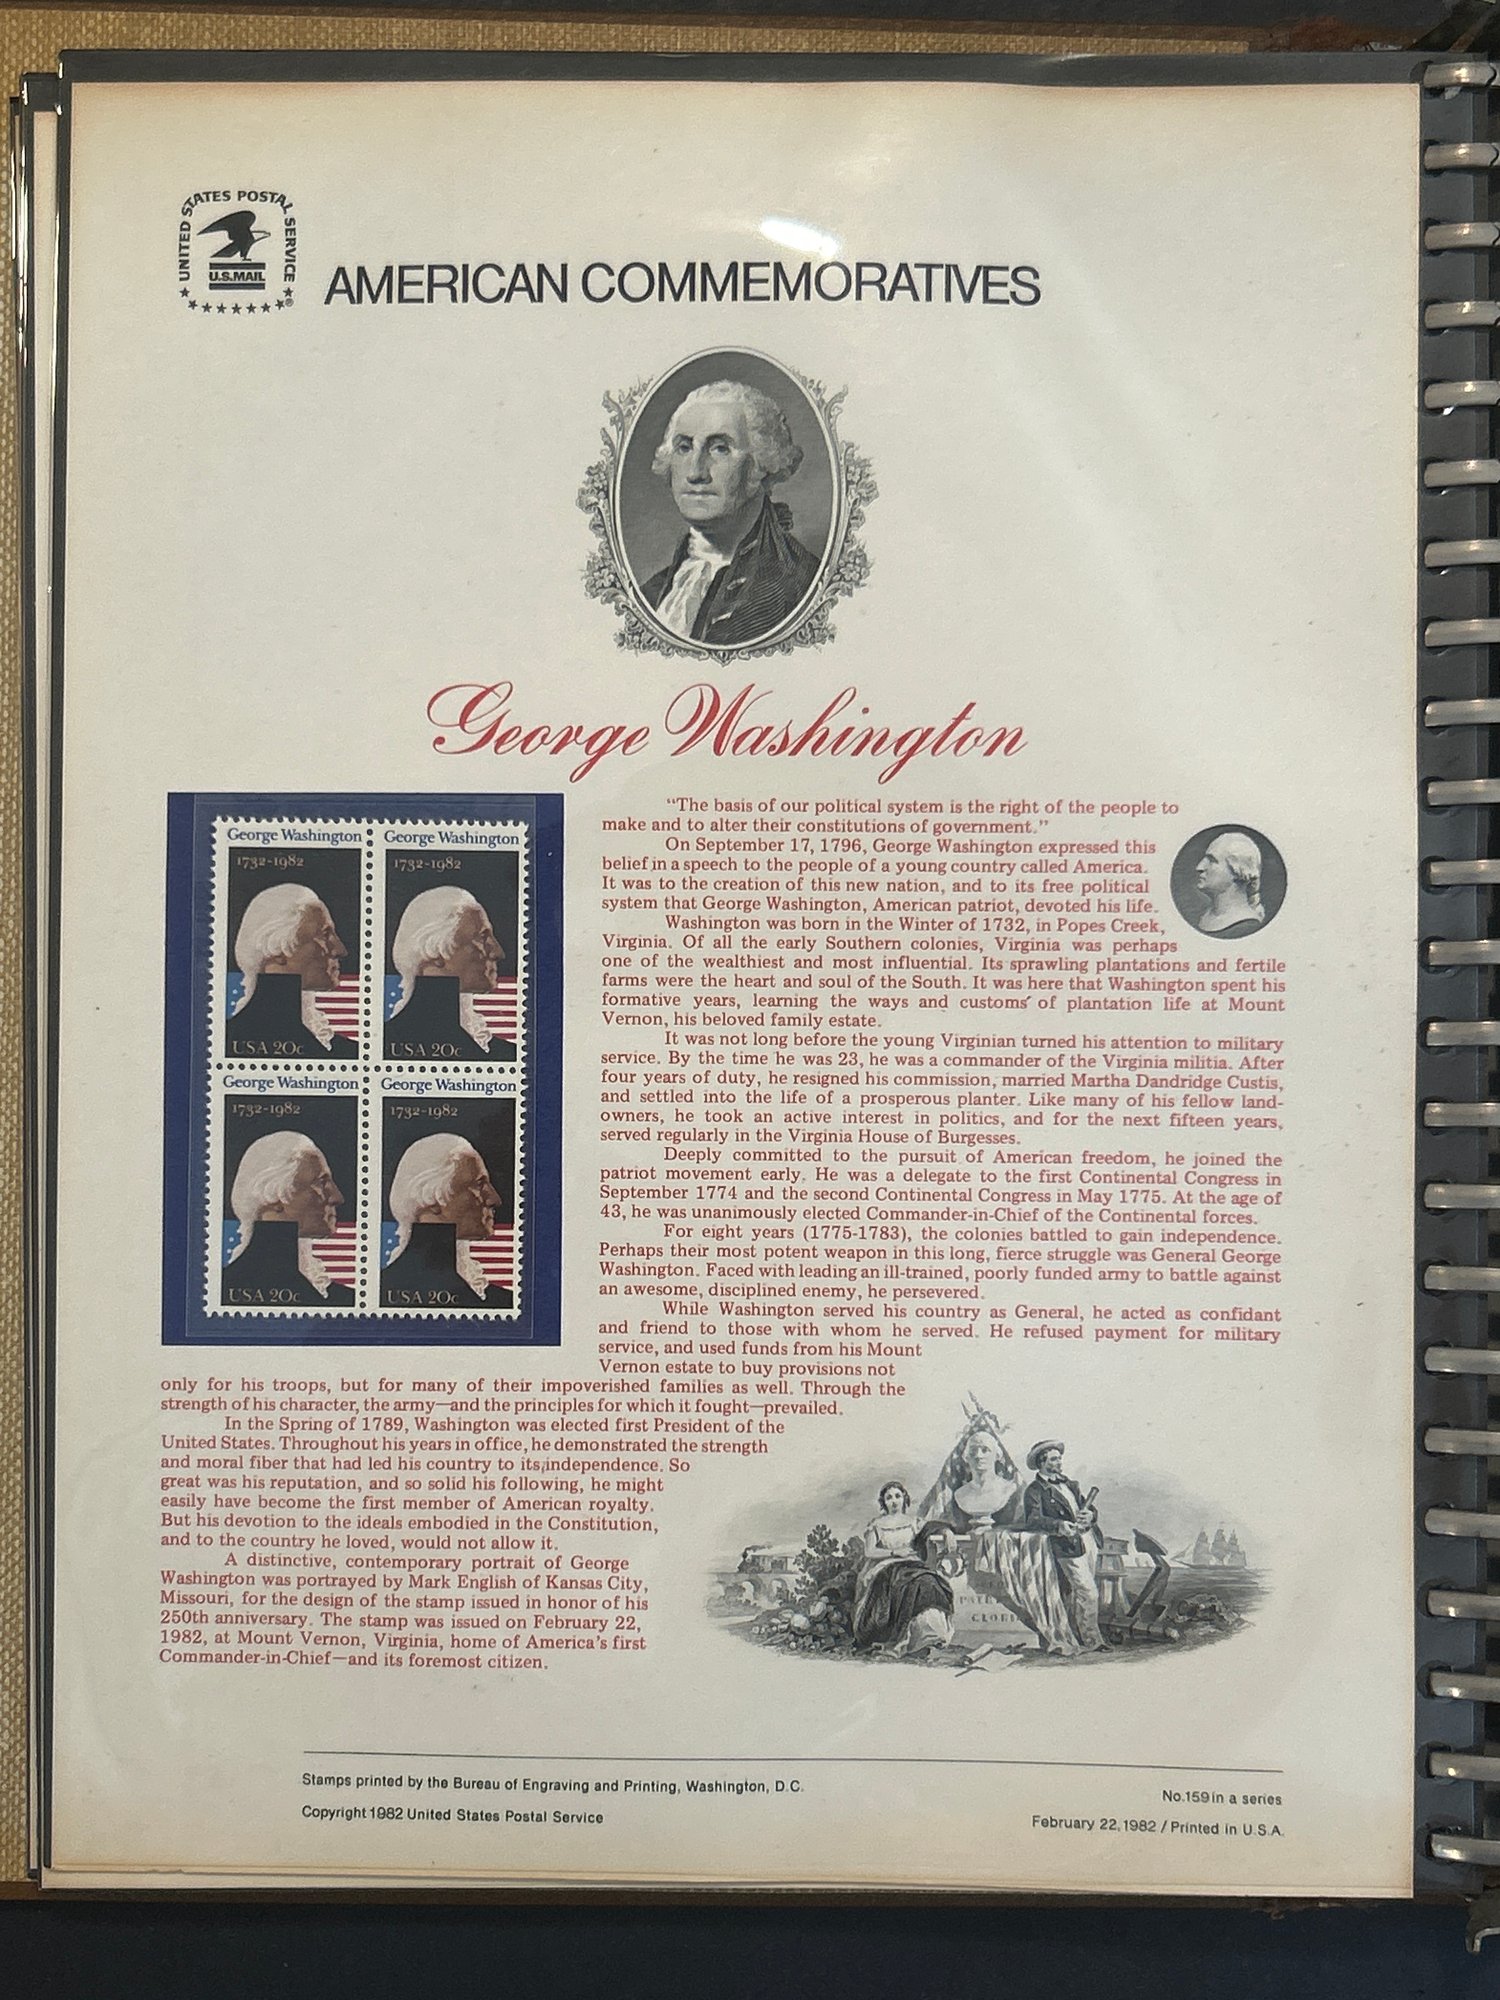 UNITED STATES POSTAL SERVICE
U.S.MAIL
®
AMERICAN COMMEMORATIVES
George Washington
George Washington
1732-1982
USA 20c
George Washington
1732-1982
USA 20c
George Washington
1732-1982
USA 20c
George Washington
1732-1982
USA 20c
"The basis of our political system is the right of the people to
make and to alter their constitutions of government."
On September 17, 1796, George Washington expressed this
belief in a speech to the people of a young country called America.
It was to the creation of this new nation, and to its free political
system that George Washington, American patriot, devoted his life.
Washington was born in the Winter of 1732, in Popes Creek,
Virginia. Of all the early Southern colonies, Virginia was perhaps
one of the wealthiest and most influential. Its sprawling plantations and fertile
farms were the heart and soul of the South. It was here that Washington spent his
formative years, learning the ways and customs of plantation life at Mount
Vernon, his beloved family estate.
It was not long before the young Virginian turned his attention to military
service. By the time he was 23, he was a commander of the Virginia militia. After
four years of duty, he resigned his commission, married Martha Dandridge Custis,
and settled into the life of a prosperous planter. Like many of his fellow land-
owners, he took an active interest in politics, and for the next fifteen years,
served regularly in the Virginia House of Burgesses.
Deeply committed to the pursuit of American freedom, he joined the
patriot movement early. He was a delegate to the first Continental Congress in
September 1774 and the second Continental Congress in May 1775. At the age of
43, he was unanimously elected Commander-in-Chief of the Continental forces.
For eight years (1775-1783), the colonies battled to gain independence.
Perhaps their most potent weapon in this long, fierce struggle was General George
Washington. Faced with leading an ill-trained, poorly funded army to battle against
an awesome, disciplined enemy, he persevered.
While Washington served his country as General, he acted as confidant
and friend to those with whom he served. He refused payment for military
service, and used funds from his Mount
Vernon estate to buy provisions not
only for his troops, but for many of their impoverished families as well. Through the
strength of his character, the army—and the principles for which it fought—prevailed.
In the Spring of 1789, Washington was elected first President of the
United States. Throughout his years in office, he demonstrated the strength
and moral fiber that had led his country to its independence. So
great was his reputation, and so solid his following, he might
easily have become the first member of American royalty.
But his devotion to the ideals embodied in the Constitution,
and to the country he loved, would not allow it.
A distinctive, contemporary portrait of George
Washington was portrayed by Mark English of Kansas City,
Missouri, for the design of the stamp issued in honor of his
250th anniversary. The stamp was issued on February 22,
1982, at Mount Vernon, Virginia, home of America's first
Commander-in-Chief—and its foremost citizen.
Stamps printed by the Bureau of Engraving and Printing, Washington, D.C.
Copyright 1982 United States Postal Service
No.159 in a series
February 22, 1982 / Printed in U.S.A.